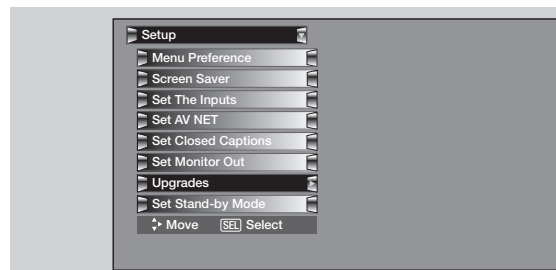 Setup
Menu Preference
Screen Saver
Set The Inputs
Set AV NET
Set Closed Captions
Set Monitor Out
Upgrades
Set Stand-by Mode
Move SEL Select